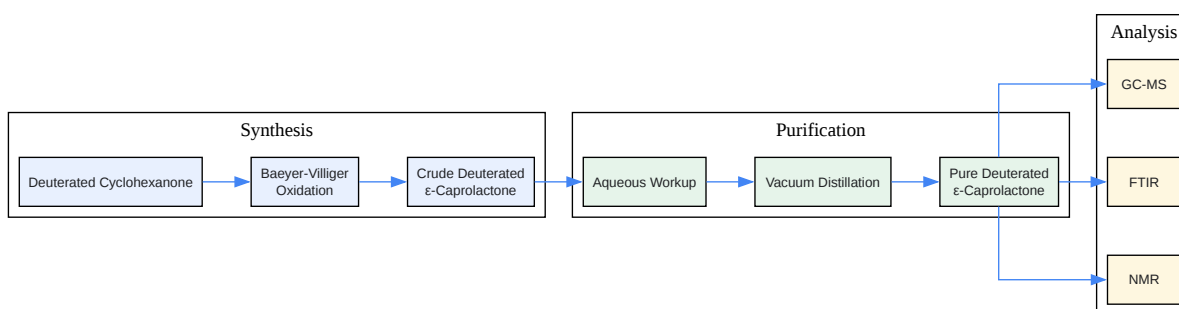 Synthesis
Deuterated Cyclohexanone
Baeyer-Villiger
Oxidation
Crude Deuterated
ε-Caprolactone
Purification
Aqueous Workup
Vacuum Distillation
Pure Deuterated
ε-Caprolactone
Analysis
GC-MS
FTIR
NMR